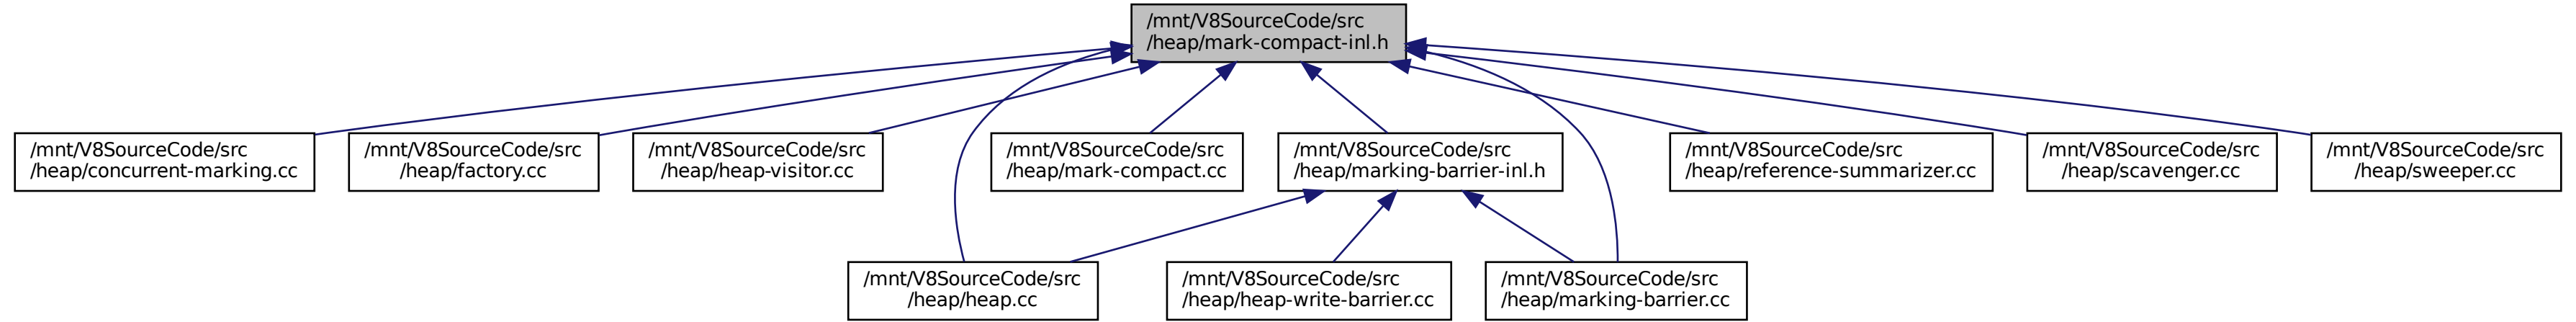 /mnt/V8SourceCode/src
/heap/mark-compact-inl.h
/mnt/V8SourceCode/src
/heap/concurrent-marking.cc
/mnt/V8SourceCode/src
/heap/factory.cc
/mnt/V8SourceCode/src
/heap/heap-visitor.cc
/mnt/V8SourceCode/src
/heap/mark-compact.cc
/mnt/V8SourceCode/src
/heap/marking-barrier-inl.h
/mnt/V8SourceCode/src
/heap/reference-summarizer.cc
/mnt/V8SourceCode/src
/heap/scavenger.cc
/mnt/V8SourceCode/src
/heap/sweeper.cc
/mnt/V8SourceCode/src
/heap/heap.cc
/mnt/V8SourceCode/src
/heap/heap-write-barrier.cc
/mnt/V8SourceCode/src
/heap/marking-barrier.cc